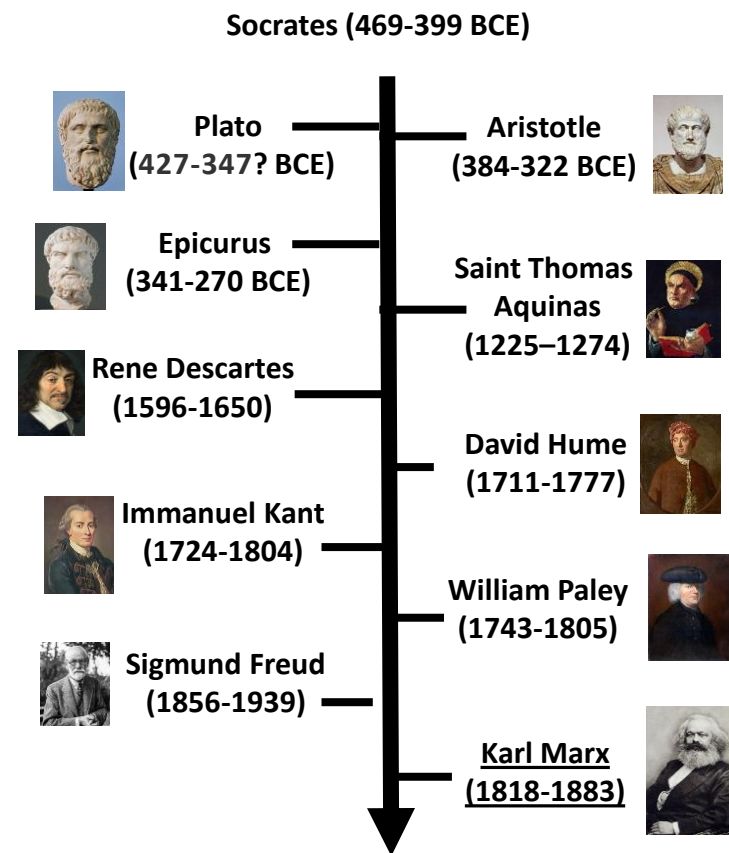 Socrates (469-399 BCE)
Plato
(427-347? BCE)
Aristotle
(384-322 BCE)
Epicurus
(341-270 BCE)
Saint Thomas
Aquinas
(1225–1274)
Rene Descartes
(1596-1650)
David Hume
(1711-1777)
Immanuel Kant
(1724-1804)
William Paley
(1743-1805)
Sigmund Freud
(1856-1939)
Karl Marx
(1818-1883)